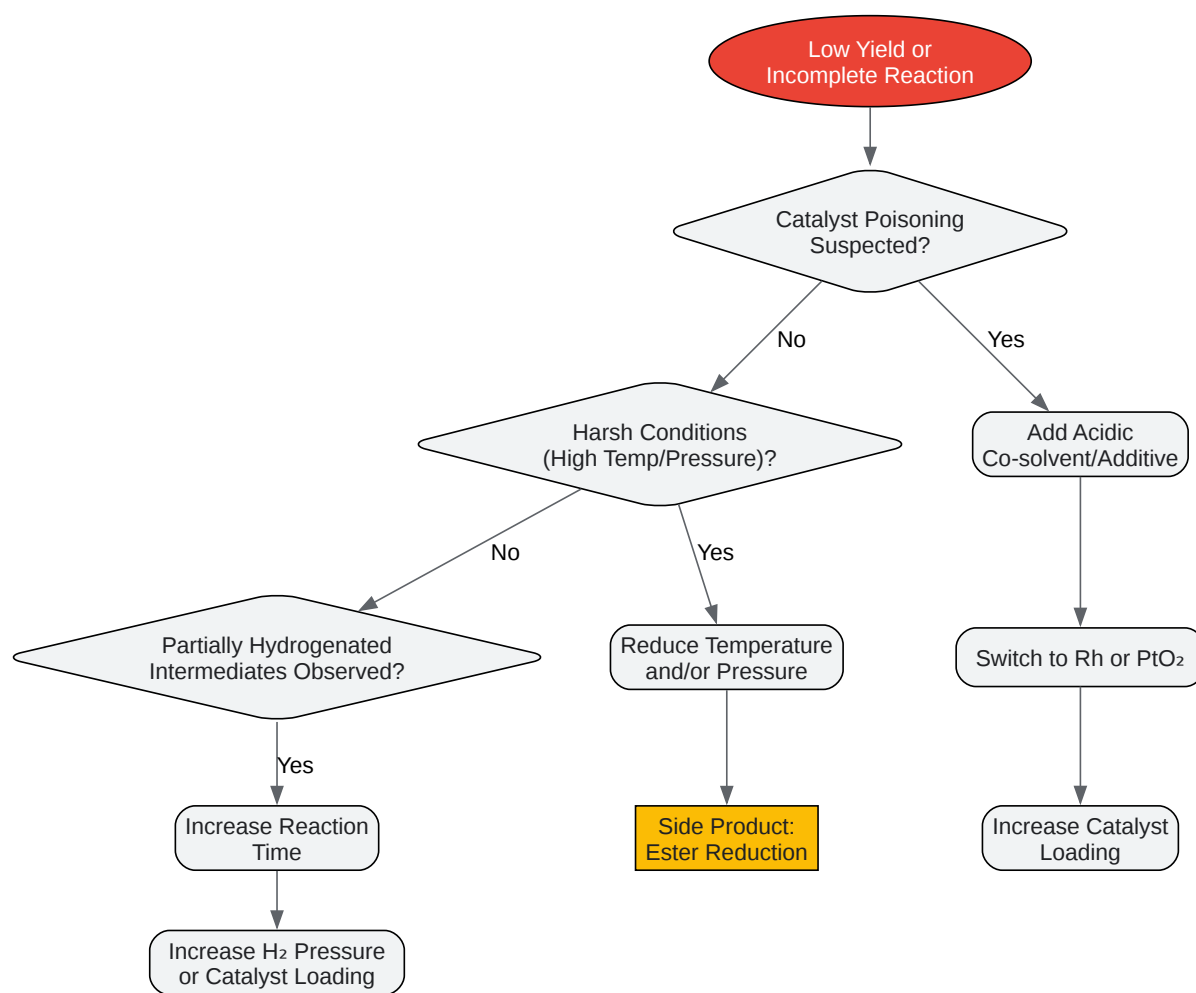 Low Yield or
Incomplete Reaction
Catalyst Poisoning
Suspected?
No
Yes
Harsh Conditions
(High Temp/Pressure)?
Add Acidic
Co-solvent/Additive
No
Yes
Partially Hydrogenated
Intermediates Observed?
Reduce Temperature
and/or Pressure
Switch to Rh or PtO₂
Yes
Increase Reaction
Time
Side Product:
Ester Reduction
Increase Catalyst
Loading
Increase H₂ Pressure
or Catalyst Loading